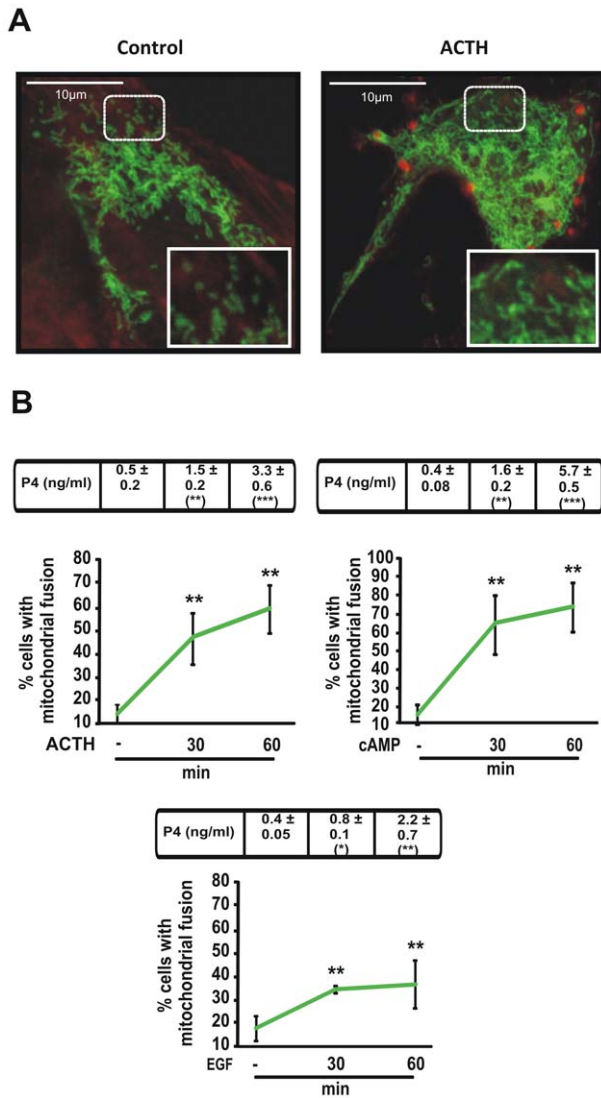 A
Control
ACTH
10µm
10µm
B
P4 (ng/ml)
0.5 ±
0.2
1.5 ±
0.2
(**)
3.3 ±
0.6
(***)
P4 (ng/ml)
0.4 ±
0.08
1.6 ±
0.2
(**)
5.7 ±
0.5
(***)
% cells with
mitochondrial fusion
80
70
60
50
40
30
20
10
**
**
ACTH - 30 60
min
% cells with
mitochondrial fusion
100
90
80
70
60
50
40
30
20
10
**
**
cAMP - 30 60
min
P4 (ng/ml)
0.4 ±
0.05
0.8 ±
0.1
(*)
2.2 ±
0.7
(**)
% cells with
mitochondrial fusion
80
70
60
50
40
30
20
10
**
**
EGF - 30 60
min